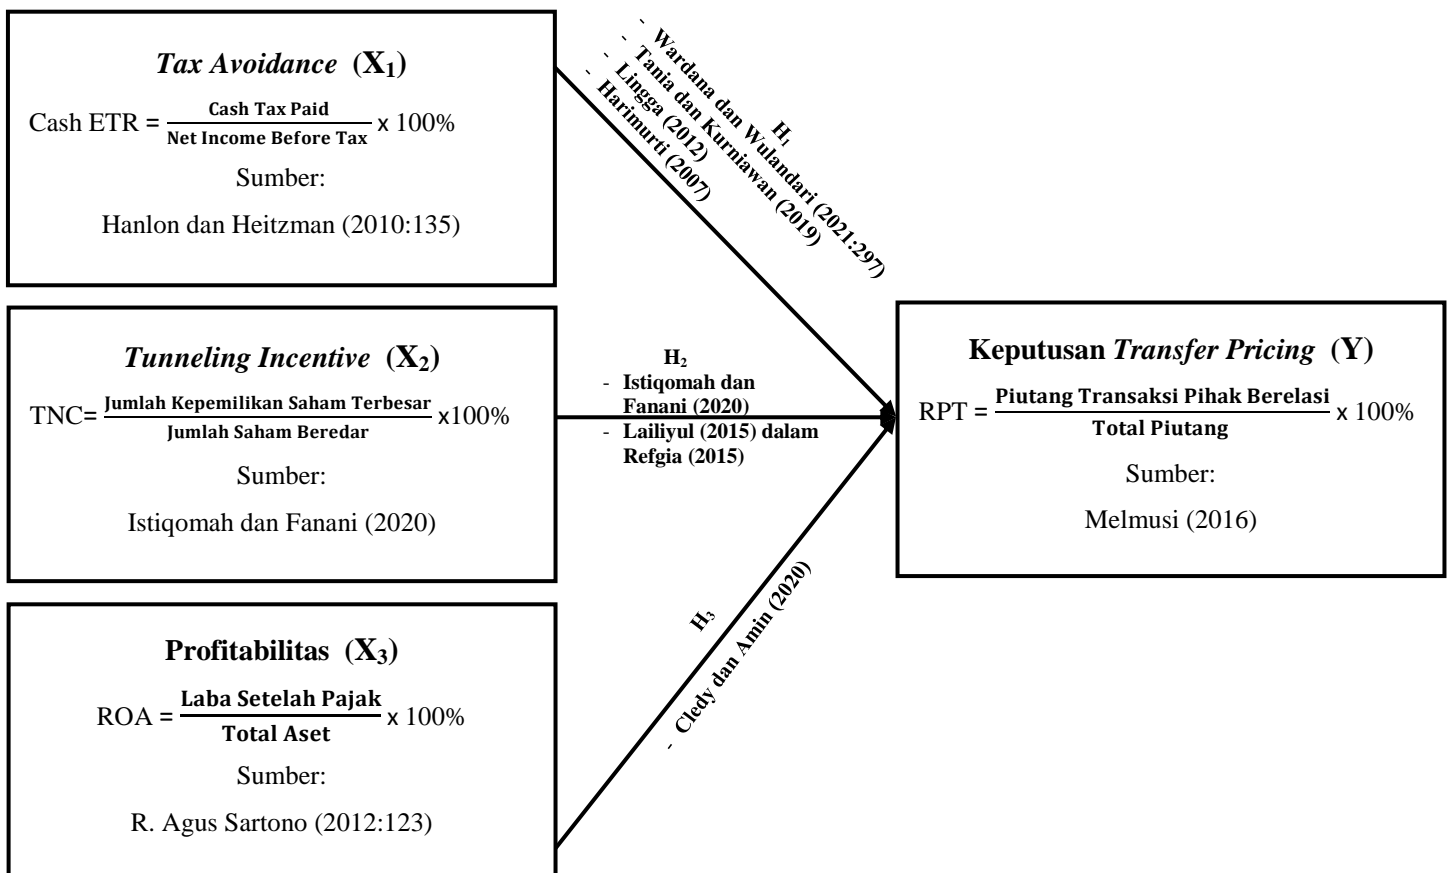 Tax Avoidance (X₁)
Cash ETR = Cash Tax Paid / Net Income Before Tax x 100%
Sumber:
Hanlon dan Heitzman (2010:135)
H₁
- Wardana dan Wulandari (2021:297)
- Tania dan Kurniawan (2019)
- Lingga (2012)
- Harimurti (2007)
Tunneling Incentive (X₂)
TNC= Jumlah Kepemilikan Saham Terbesar / Jumlah Saham Beredar x100%
Sumber:
Istiqomah dan Fanani (2020)
H₂
- Istiqomah dan
Fanani (2020)
- Lailiyul (2015) dalam
Refgia (2015)
Keputusan Transfer Pricing (Y)
RPT = Piutang Transaksi Pihak Berelasi / Total Piutang x 100%
Sumber:
Melmusi (2016)
Profitabilitas (X₃)
ROA = Laba Setelah Pajak / Total Aset x 100%
Sumber:
R. Agus Sartono (2012:123)
H₃
- Cledy dan Amin (2020)